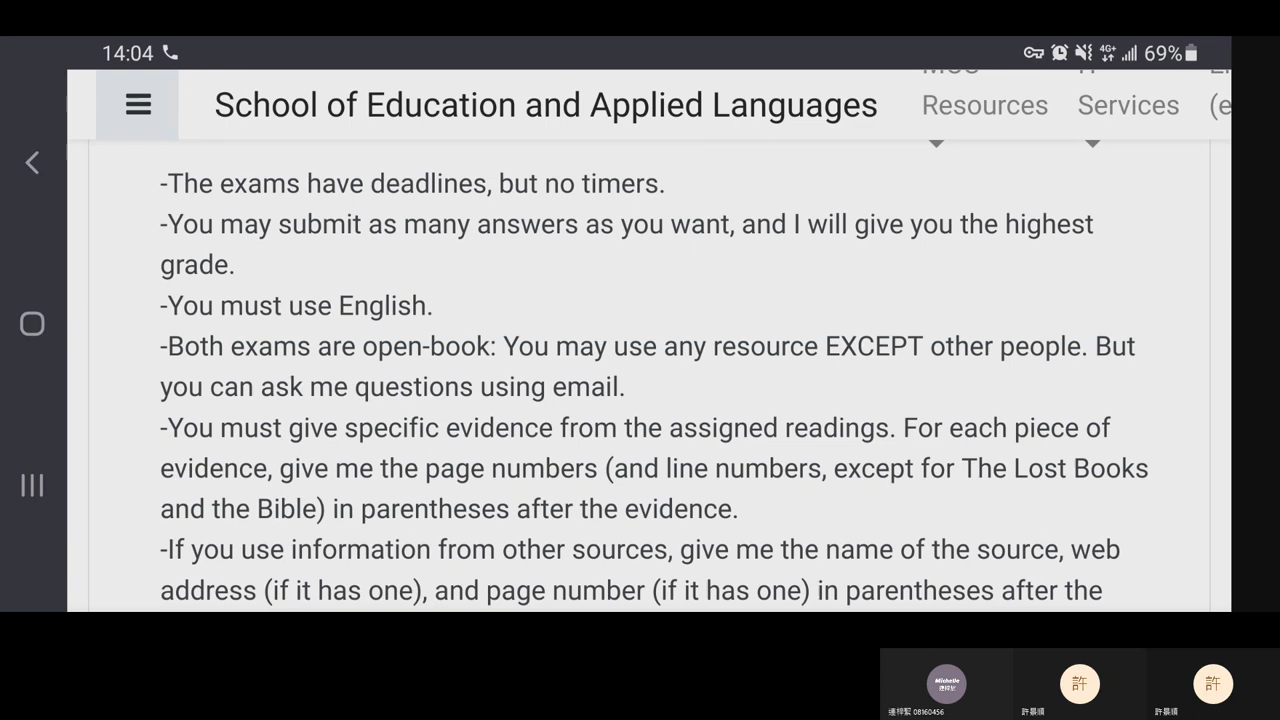 14:04
4G+ 69%
School of Education and Applied Languages
Resources
Services
(e
-The exams have deadlines, but no timers.
-You may submit as many answers as you want, and I will give you the highest
grade.
-You must use English.
-Both exams are open-book: You may use any resource EXCEPT other people. But
you can ask me questions using email.
-You must give specific evidence from the assigned readings. For each piece of
evidence, give me the page numbers (and line numbers, except for The Lost Books
and the Bible) in parentheses after the evidence.
-If you use information from other sources, give me the name of the source, web
address (if it has one), and page number (if it has one) in parentheses after the
Michelle
許
許
08160456